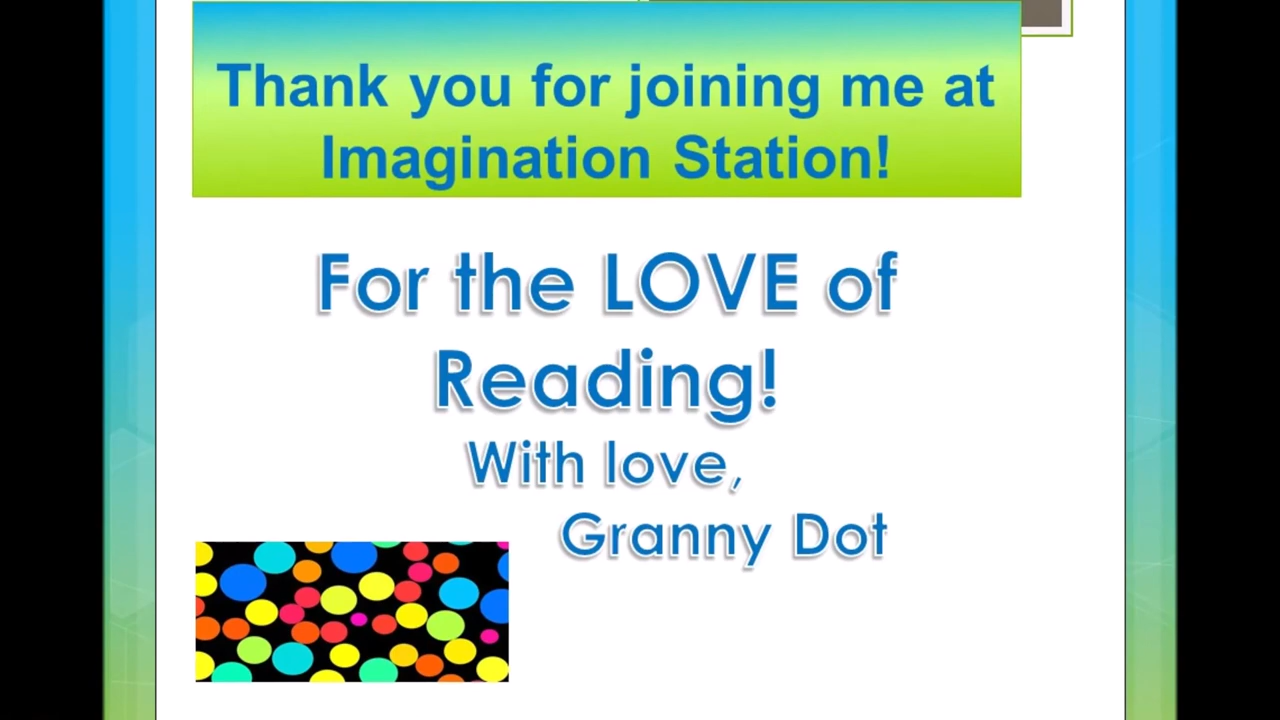 Thank you for joining me at
Imagination Station!
For the LOVE of
Reading!
With love,
Granny Dot